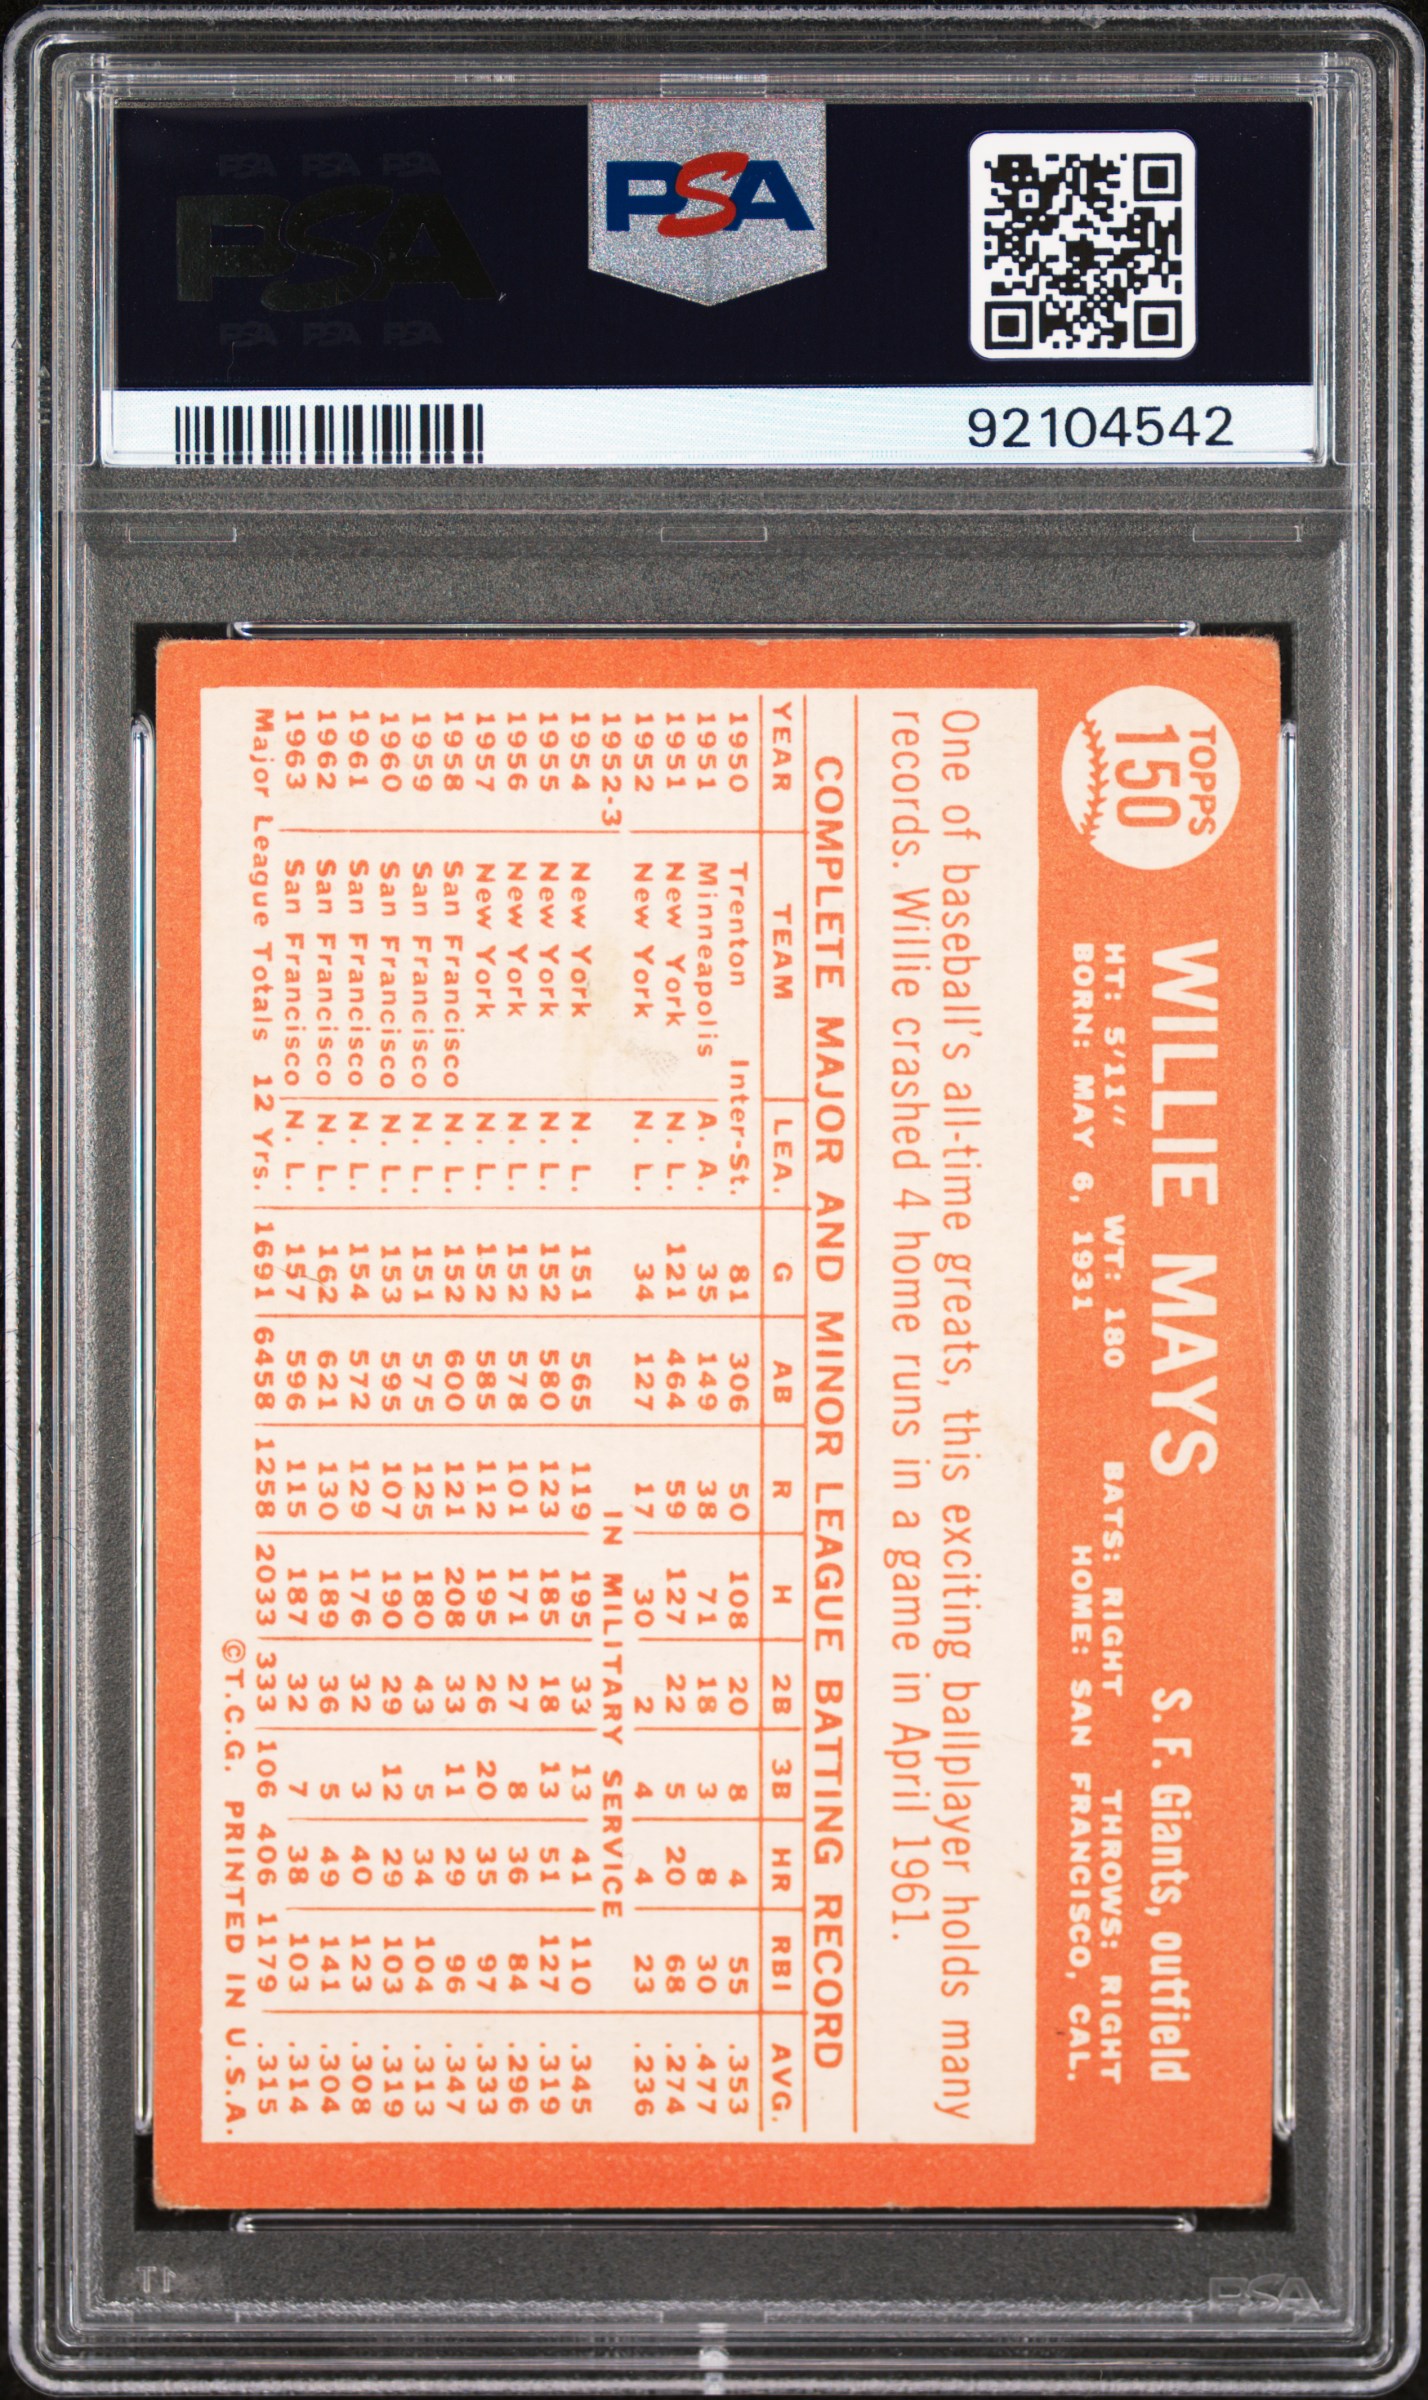 PSA PSA PSA
PSA
PSA PSA PSA
PSA
92104542
TOPPS
150
WILLIE MAYS S. F. Giants, outfield
HT: 5'11" WT: 180 BATS: RIGHT THROWS: RIGHT
BORN: MAY 6, 1931 HOME: SAN FRANCISCO, CAL.
One of baseball's all-time greats, this exciting ballplayer holds many
records. Willie crashed 4 home runs in a game in April 1961.
COMPLETE MAJOR AND MINOR LEAGUE BATTING RECORD
YEAR TEAM LEA. G AB R H 2B 3B HR RBI AVG.
1950 Trenton Inter-St. 81 306 50 108 20 8 4 55 .353
1951 Minneapolis A. A. 35 149 38 71 18 3 8 30 .477
1951 New York N. L. 121 464 59 127 22 5 20 68 .274
1952 New York N. L. 34 127 17 30 2 4 4 23 .236
1952-3 IN MILITARY SERVICE
1954 New York N. L. 151 565 119 195 33 13 41 110 .345
1955 New York N. L. 152 580 123 185 18 13 51 127 .319
1956 New York N. L. 152 578 101 171 27 8 36 84 .296
1957 New York N. L. 152 585 112 195 26 20 35 97 .333
1958 San Francisco N. L. 152 600 121 208 33 11 29 96 .347
1959 San Francisco N. L. 151 575 125 180 43 5 34 104 .313
1960 San Francisco N. L. 153 595 107 190 29 12 29 103 .319
1961 San Francisco N. L. 154 572 129 176 32 3 40 123 .308
1962 San Francisco N. L. 162 621 130 189 36 5 49 141 .304
1963 San Francisco N. L. 157 596 115 187 32 7 38 103 .314
Major League Totals 12 Yrs. 1691 6458 1258 2033 333 106 406 1179 .315
©T.C.G. PRINTED IN U.S.A.
PSA